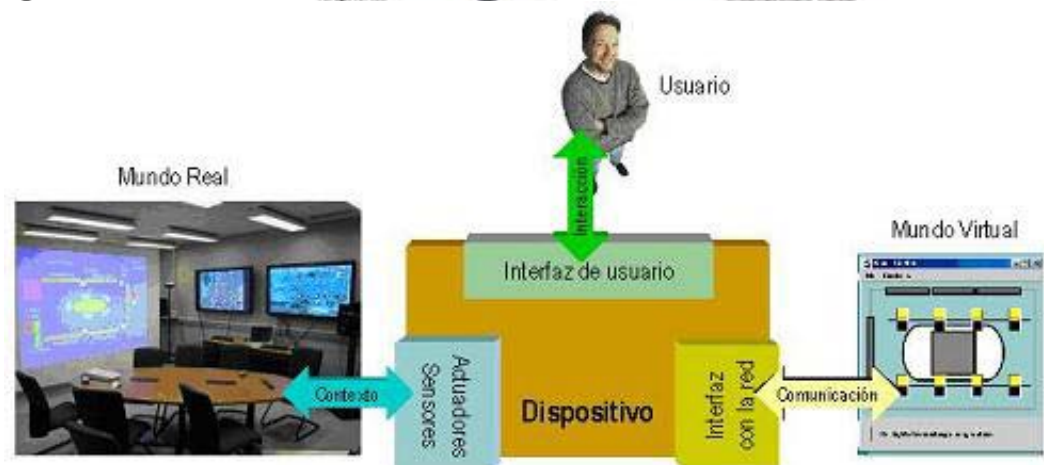 Usuario
Interacción
Mundo Real
Mundo Virtual
Interfaz de usuario
Contexto
Actuadores
Sensores
Dispositivo
Interfaz
con la red
Comunicación